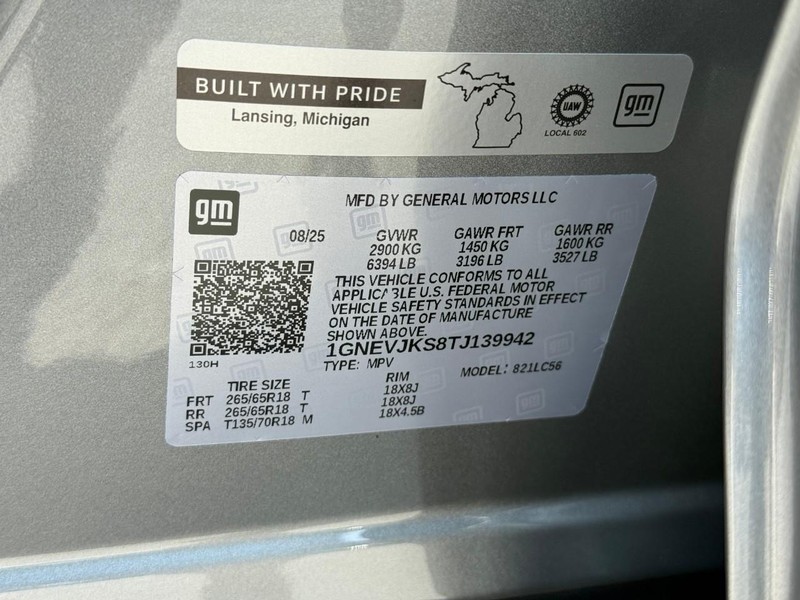 BUILT WITH PRIDE
Lansing, Michigan
UAW
LOCAL 602
gm
gm
MFD BY GENERAL MOTORS LLC
08/25 GVWR GAWR FRT GAWR RR
2900 KG 1450 KG 1600 KG
6394 LB 3196 LB 3527 LB
THIS VEHICLE CONFORMS TO ALL
APPLICABLE U.S. FEDERAL MOTOR
VEHICLE SAFETY STANDARDS IN EFFECT
ON THE DATE OF MANUFACTURE
SHOWN ABOVE.
1GNEVJKS8TJ139942
130H
TYPE: MPV MODEL: 821LC56
TIRE SIZE RIM
FRT 265/65R18 T 18X8J
RR 265/65R18 T 18X8J
SPA T135/70R18 M 18X4.5B